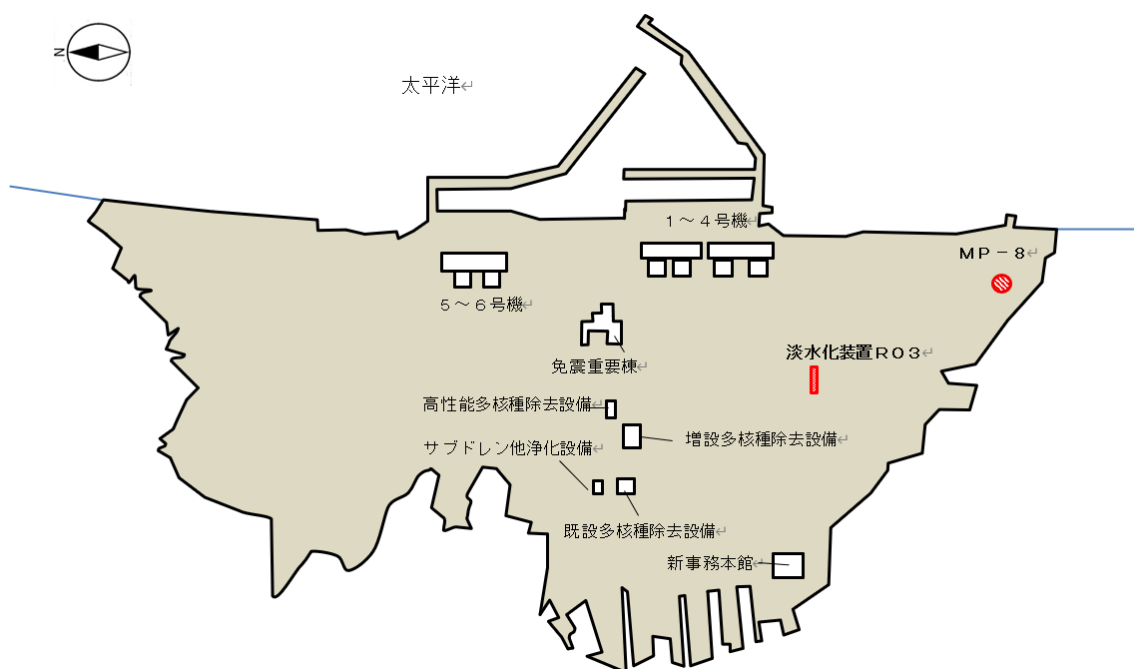 N
太平洋↵
1～4号機↵
MP－8↵
5～6号機↵
淡水化装置RO3↵
免震重要棟↵
高性能多核種除去設備↵
増設多核種除去設備↵
サブドレン他浄化設備↵
既設多核種除去設備↵
新事務本館↵